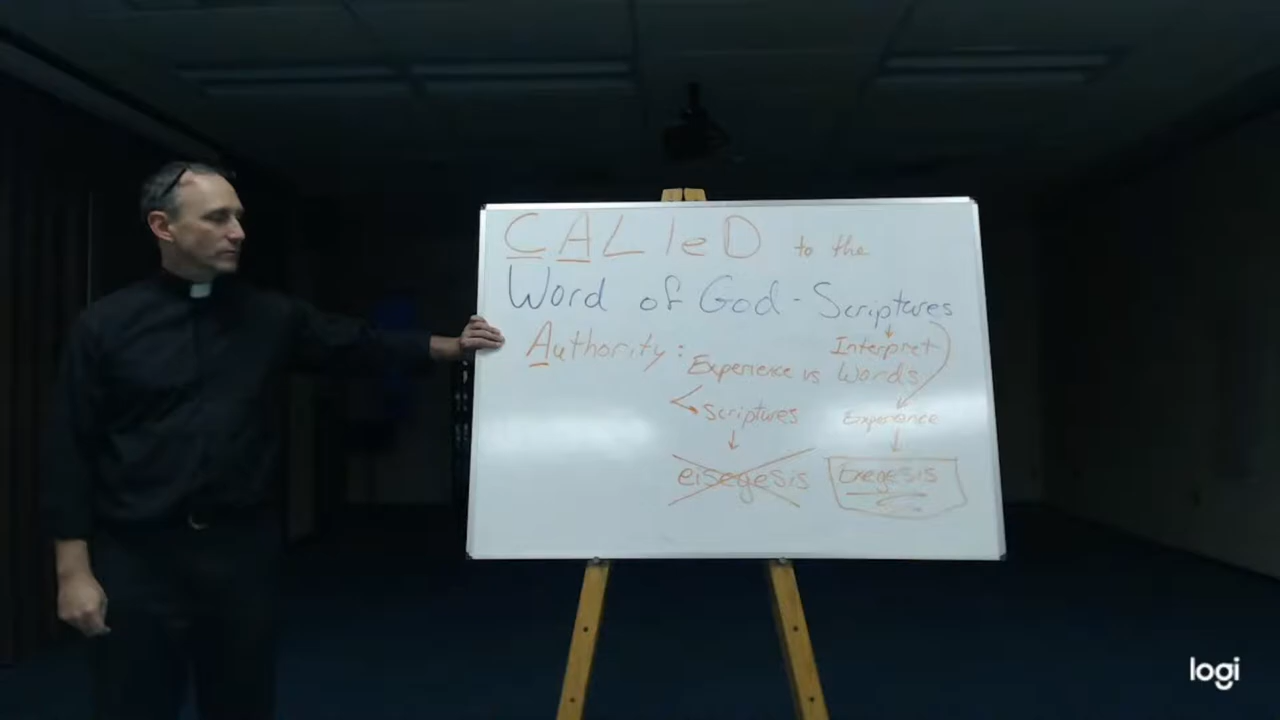 CALleD to the
Word of God - Scriptures
Authority: Experience vs Interpret Words
Scriptures Experience
eisegesis Exegesis
logi